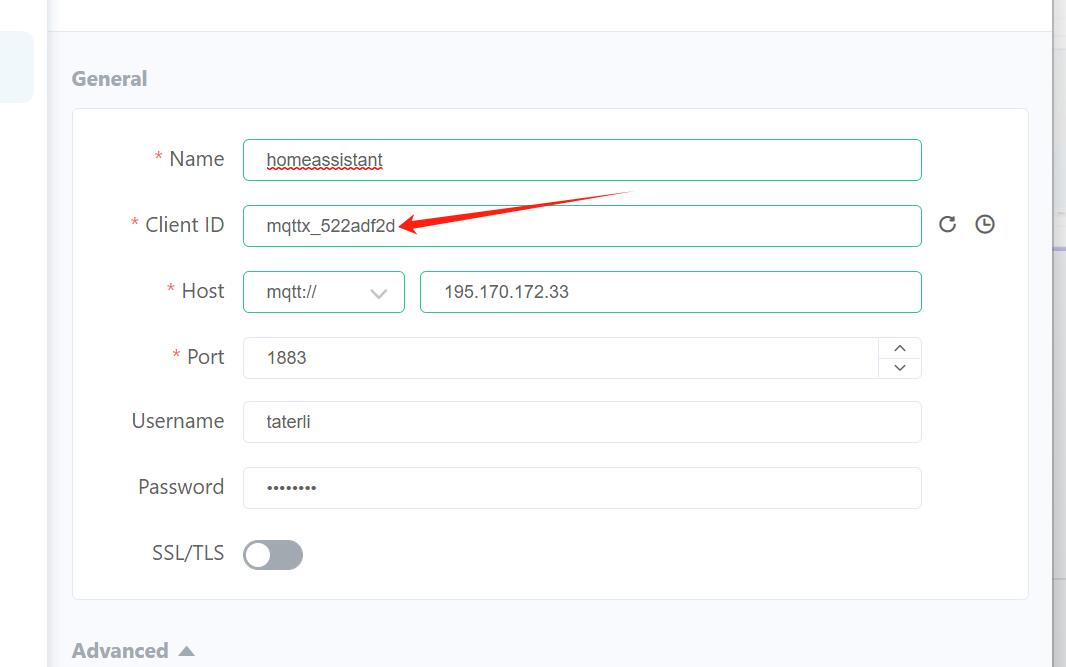 General
* Name homeassistant
* Client ID mqttx_522adf2d
* Host mqtt:// 195.170.172.33
* Port 1883
Username taterli
Password ••••••••
SSL/TLS
Advanced